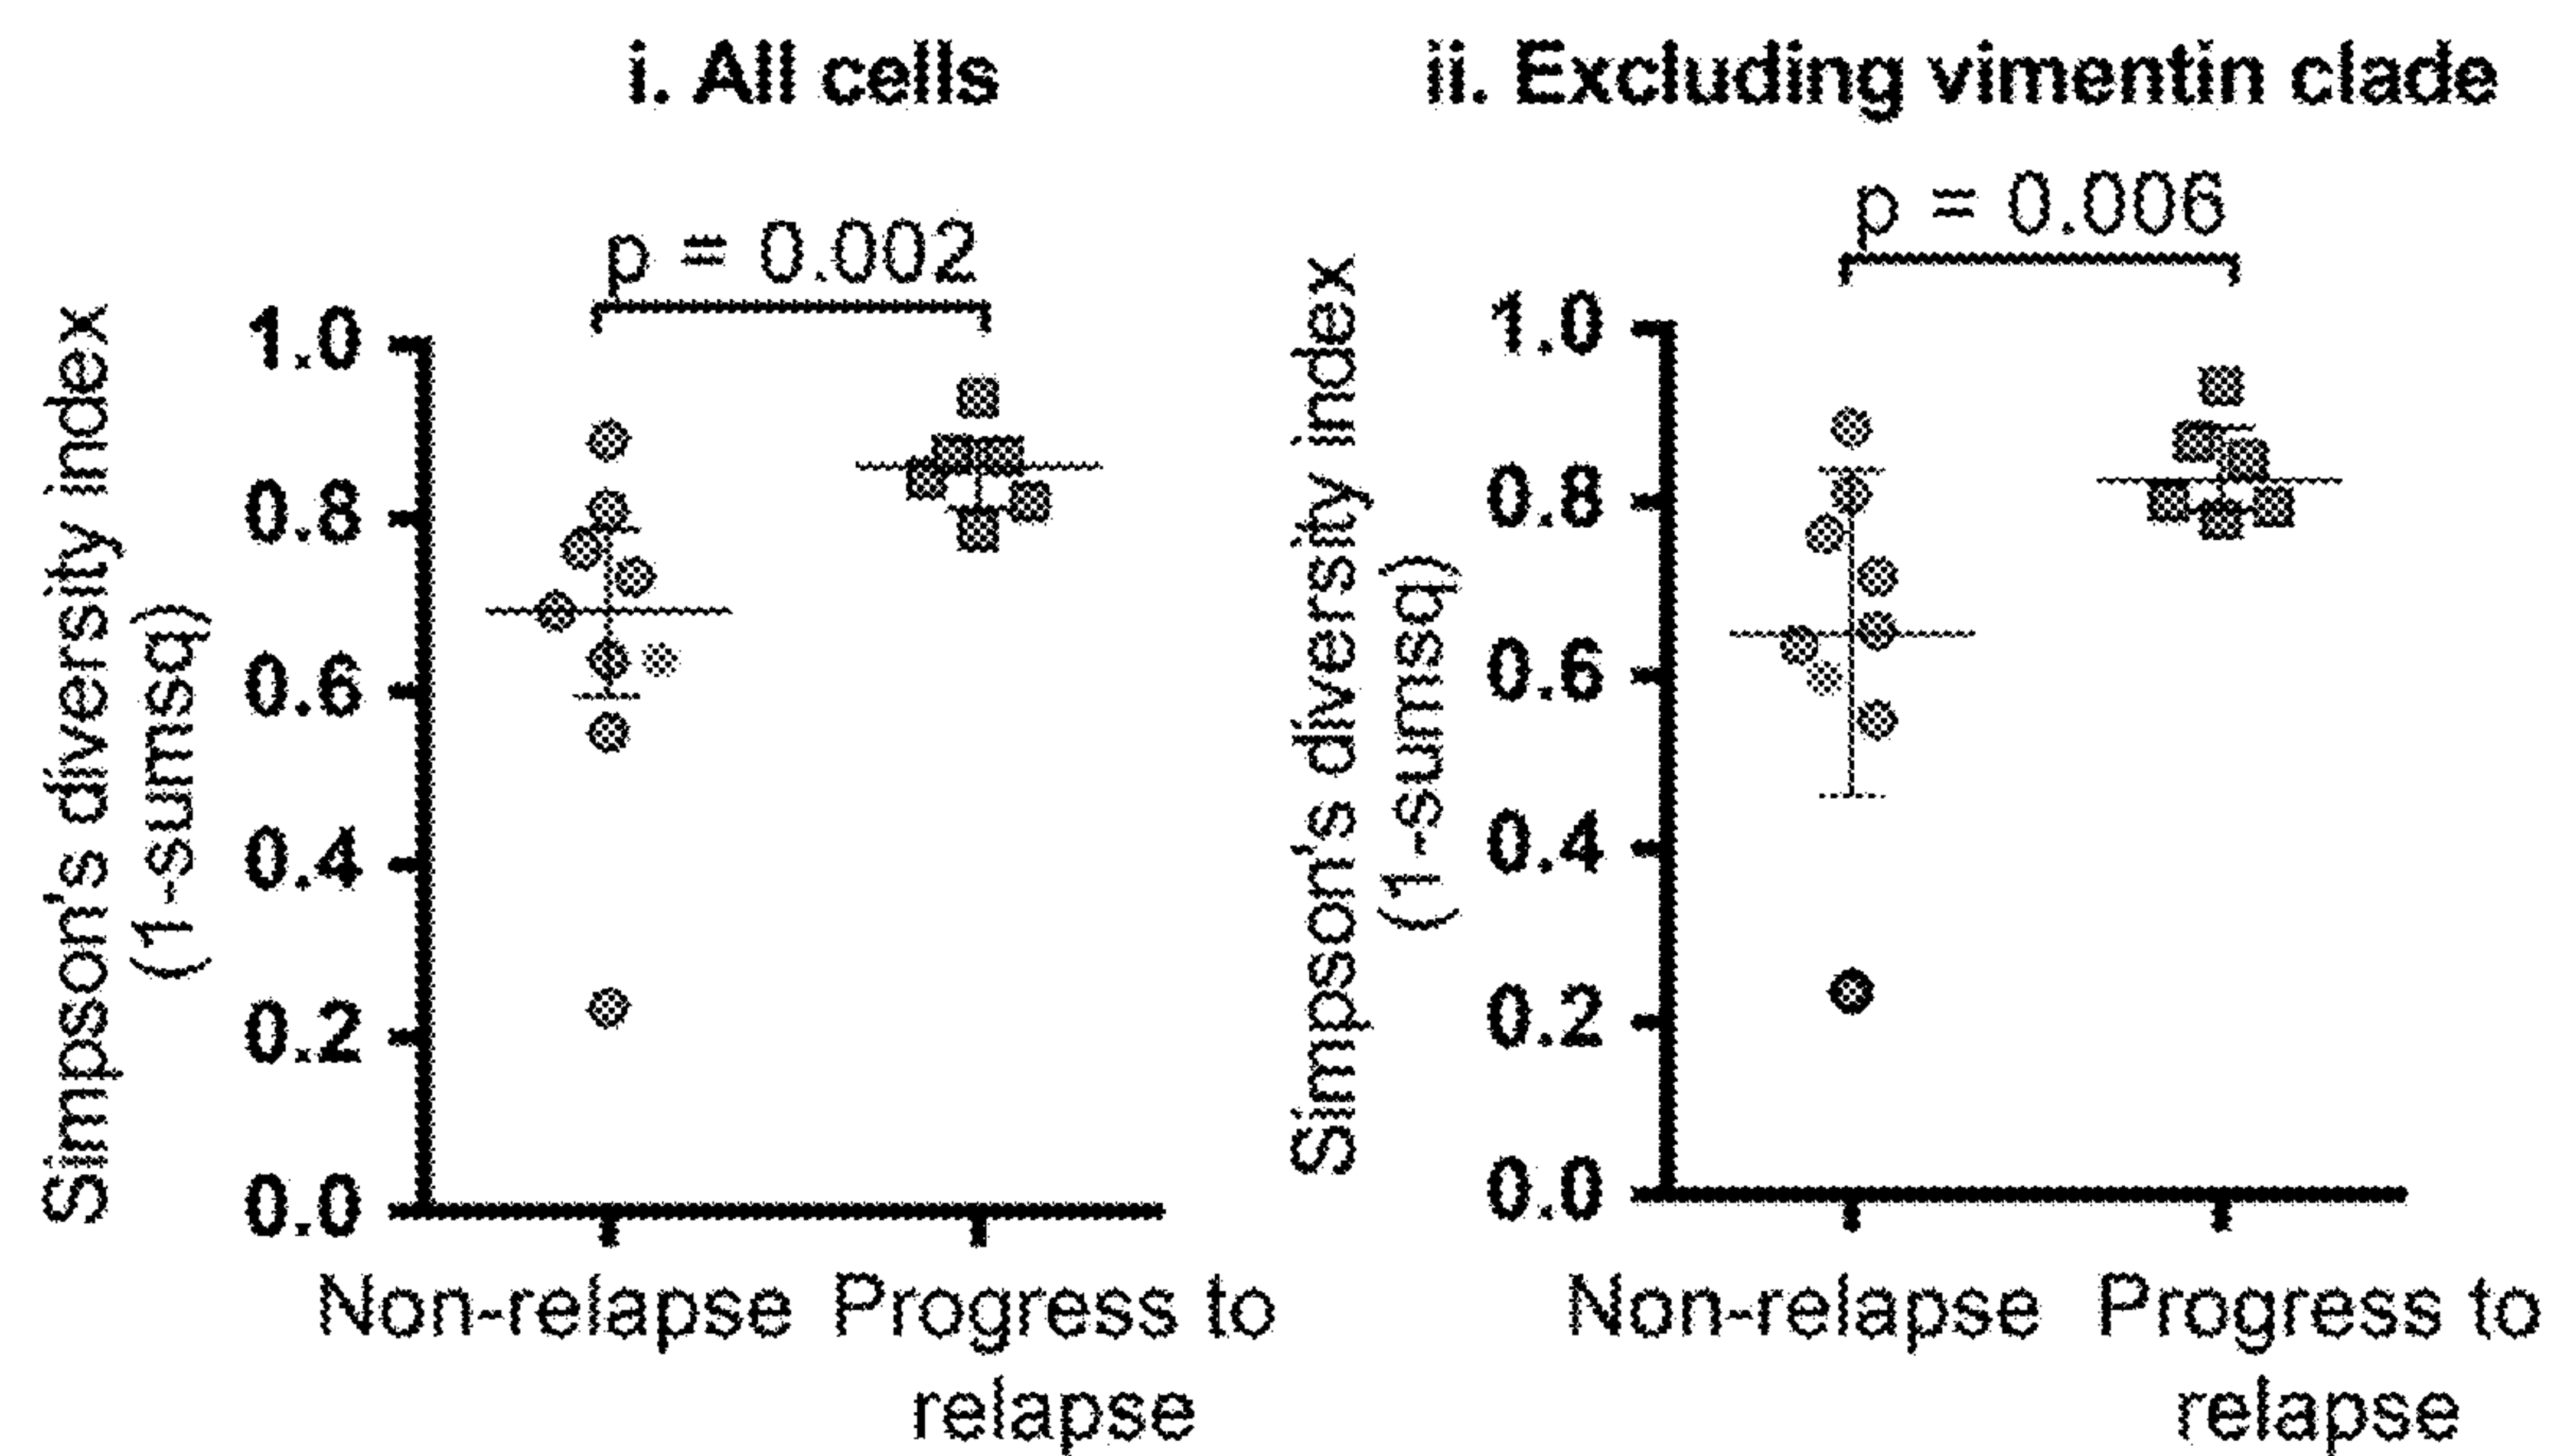 i. All cells
p = 0.002
Simpson's diversity index
(1-sumsq)
1.0
0.8
0.6
0.4
0.2
0.0
Non-relapse
Progress to
relapse
ii. Excluding vimentin clade
p = 0.006
Simpson's diversity index
(1-sumsq)
1.0
0.8
0.6
0.4
0.2
0.0
Non-relapse
Progress to
relapse